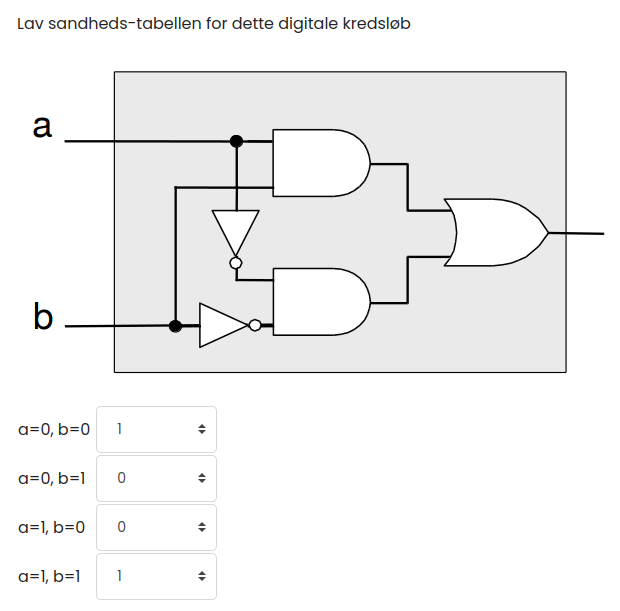 Lav sandheds-tabellen for dette digitale kredsløb
a
b
a=0, b=0 1
a=0, b=1 0
a=1, b=0 0
a=1, b=1 1